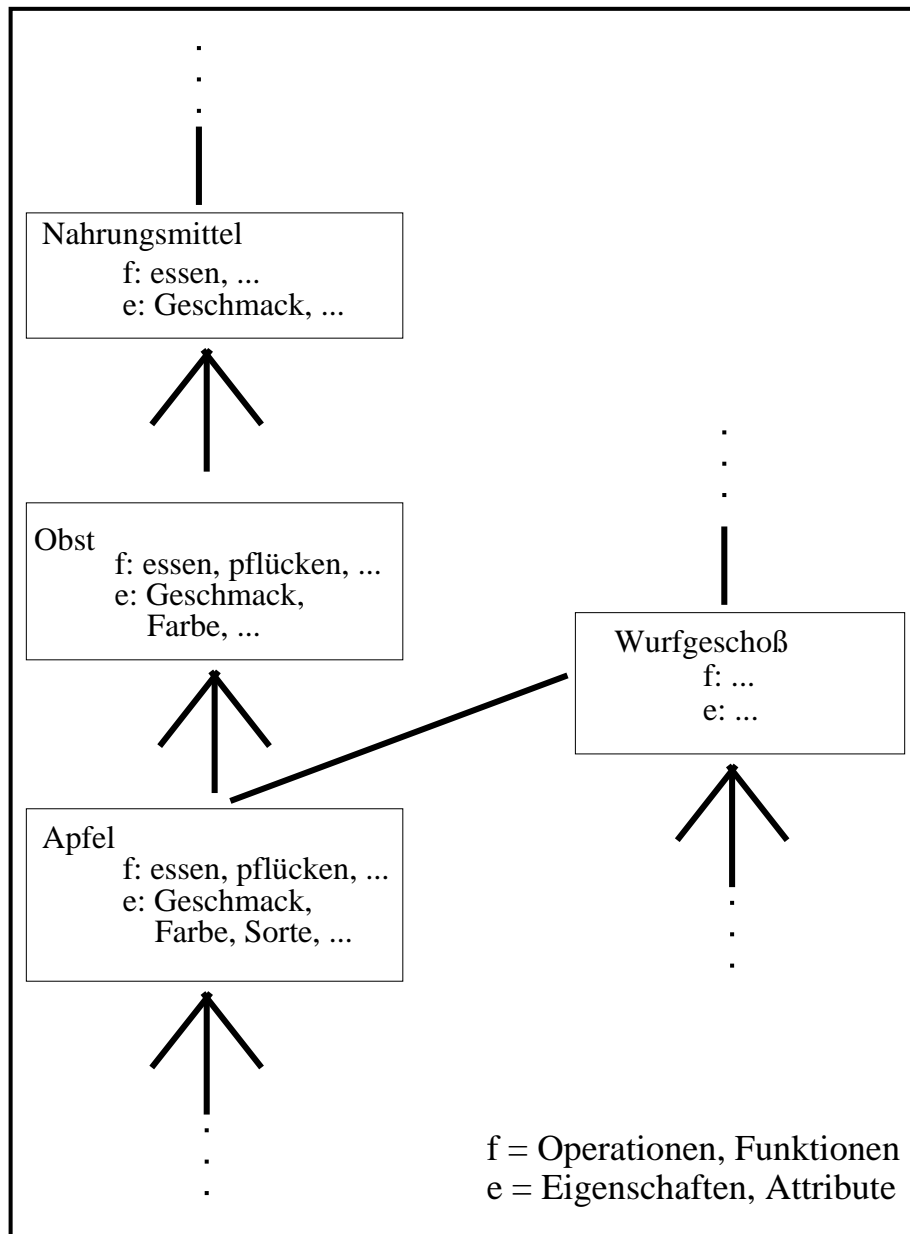 Nahrungsmittel
f: essen, ...
e: Geschmack, ...
Obst
f: essen, pflücken, ...
e: Geschmack,
Farbe, ...
Wurfgeschoß
f: ...
e: ...
Apfel
f: essen, pflücken, ...
e: Geschmack,
Farbe, Sorte, ...
f = Operationen, Funktionen
e = Eigenschaften, Attribute